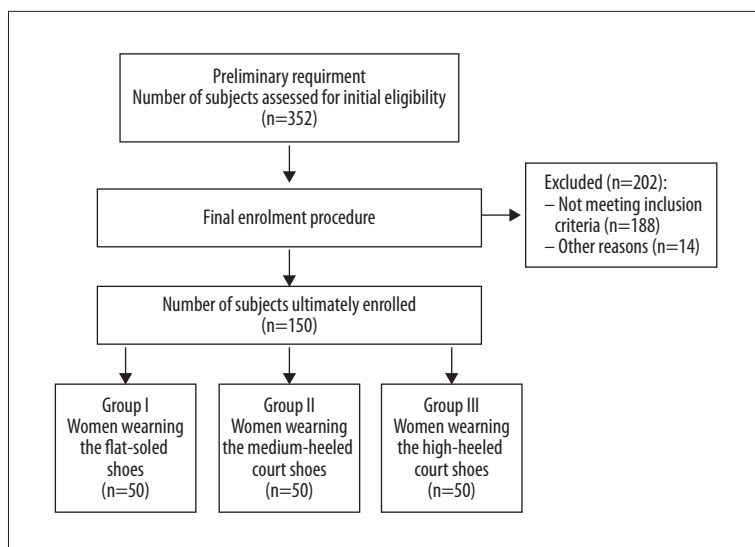 Preliminary requirment
Number of subjects assessed for initial eligibility
(n=352)
Final enrolment procedure
Excluded (n=202):
– Not meeting inclusion
criteria (n=188)
– Other reasons (n=14)
Number of subjects ultimately enrolled
(n=150)
Group I
Women wearning
the flat-soled
shoes
(n=50)
Group II
Women wearning
the medium-heeled
court shoes
(n=50)
Group III
Women wearning
the high-heeled
court shoes
(n=50)